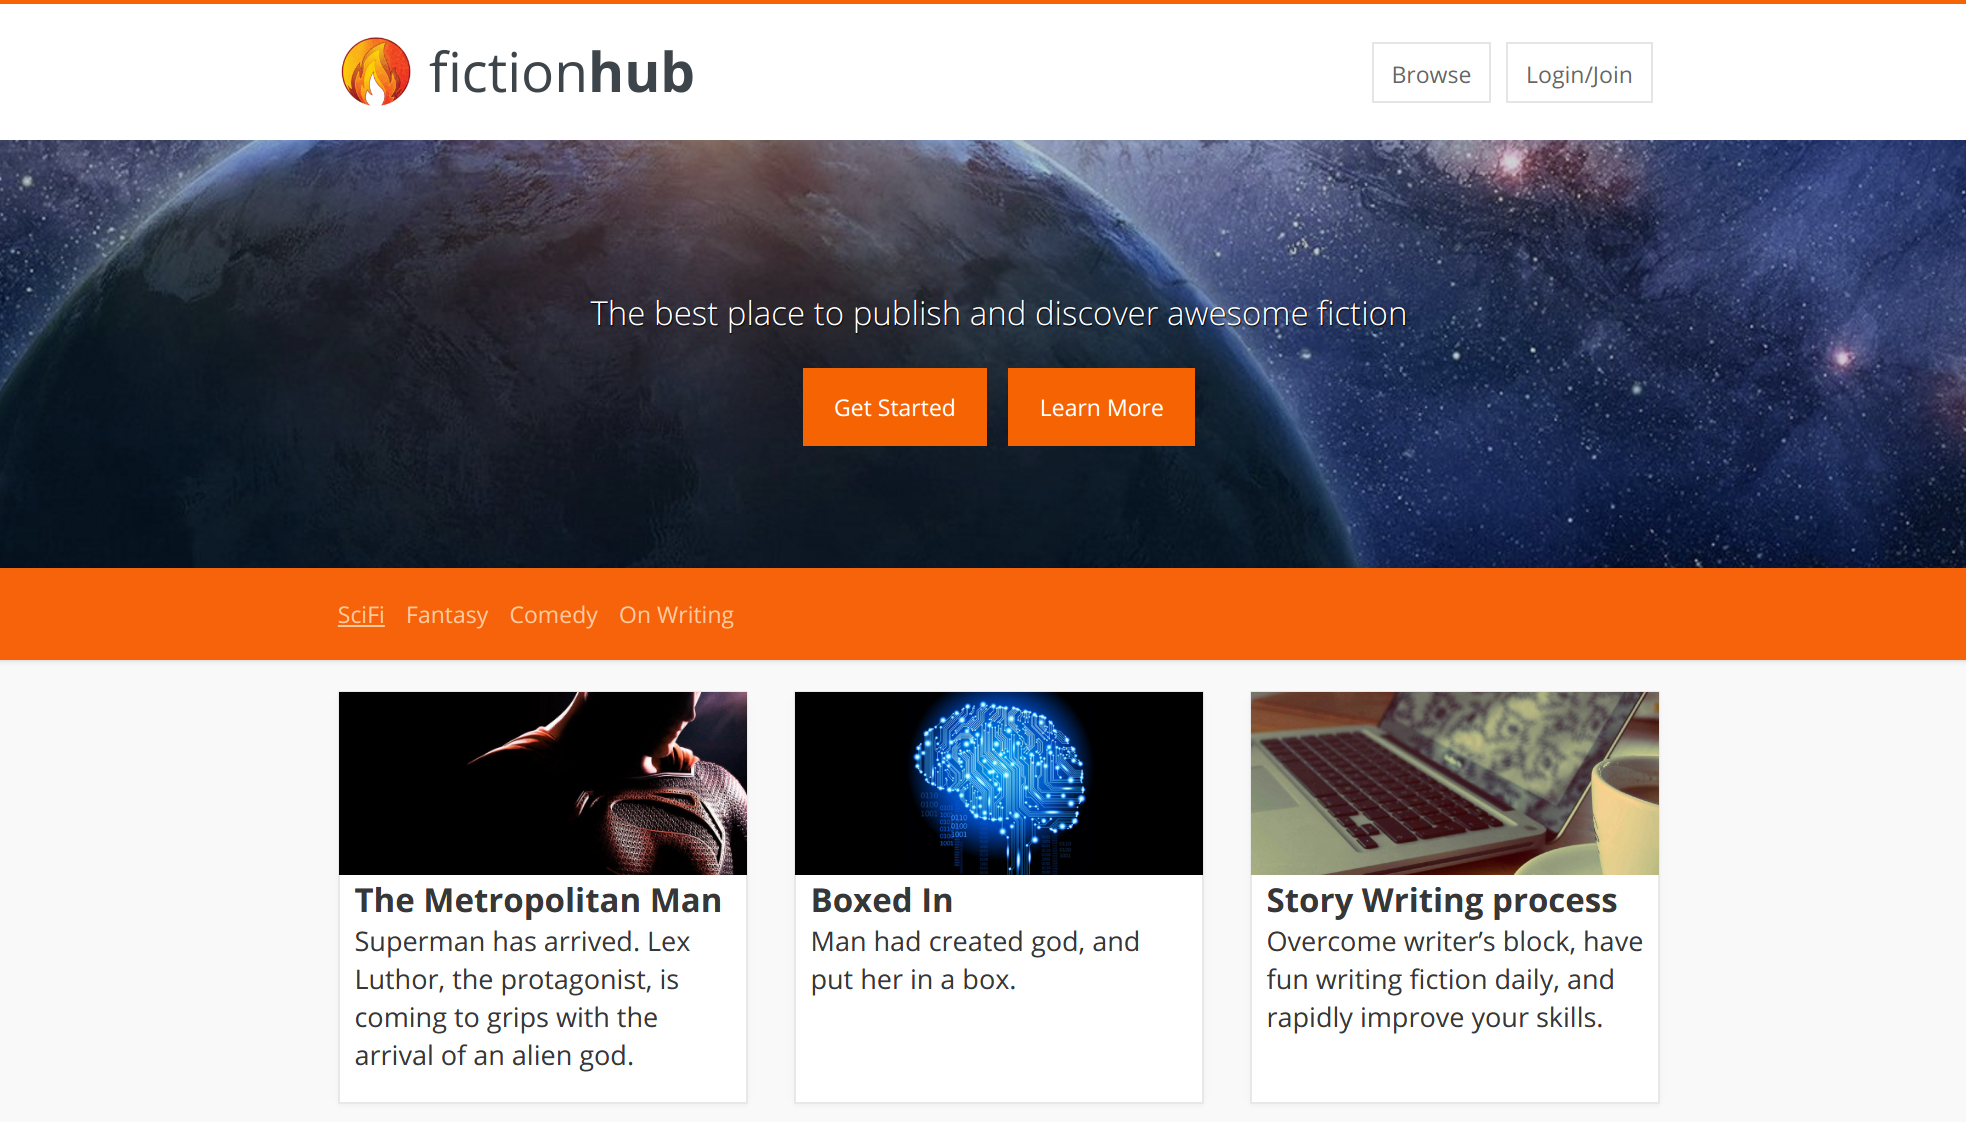 fictionhub
Browse
Login/Join
The best place to publish and discover awesome fiction
Get Started
Learn More
SciFi
Fantasy
Comedy
On Writing
The Metropolitan Man
Superman has arrived. Lex
Luthor, the protagonist, is
coming to grips with the
arrival of an alien god.
Boxed In
Man had created god, and
put her in a box.
Story Writing process
Overcome writer’s block, have
fun writing fiction daily, and
rapidly improve your skills.